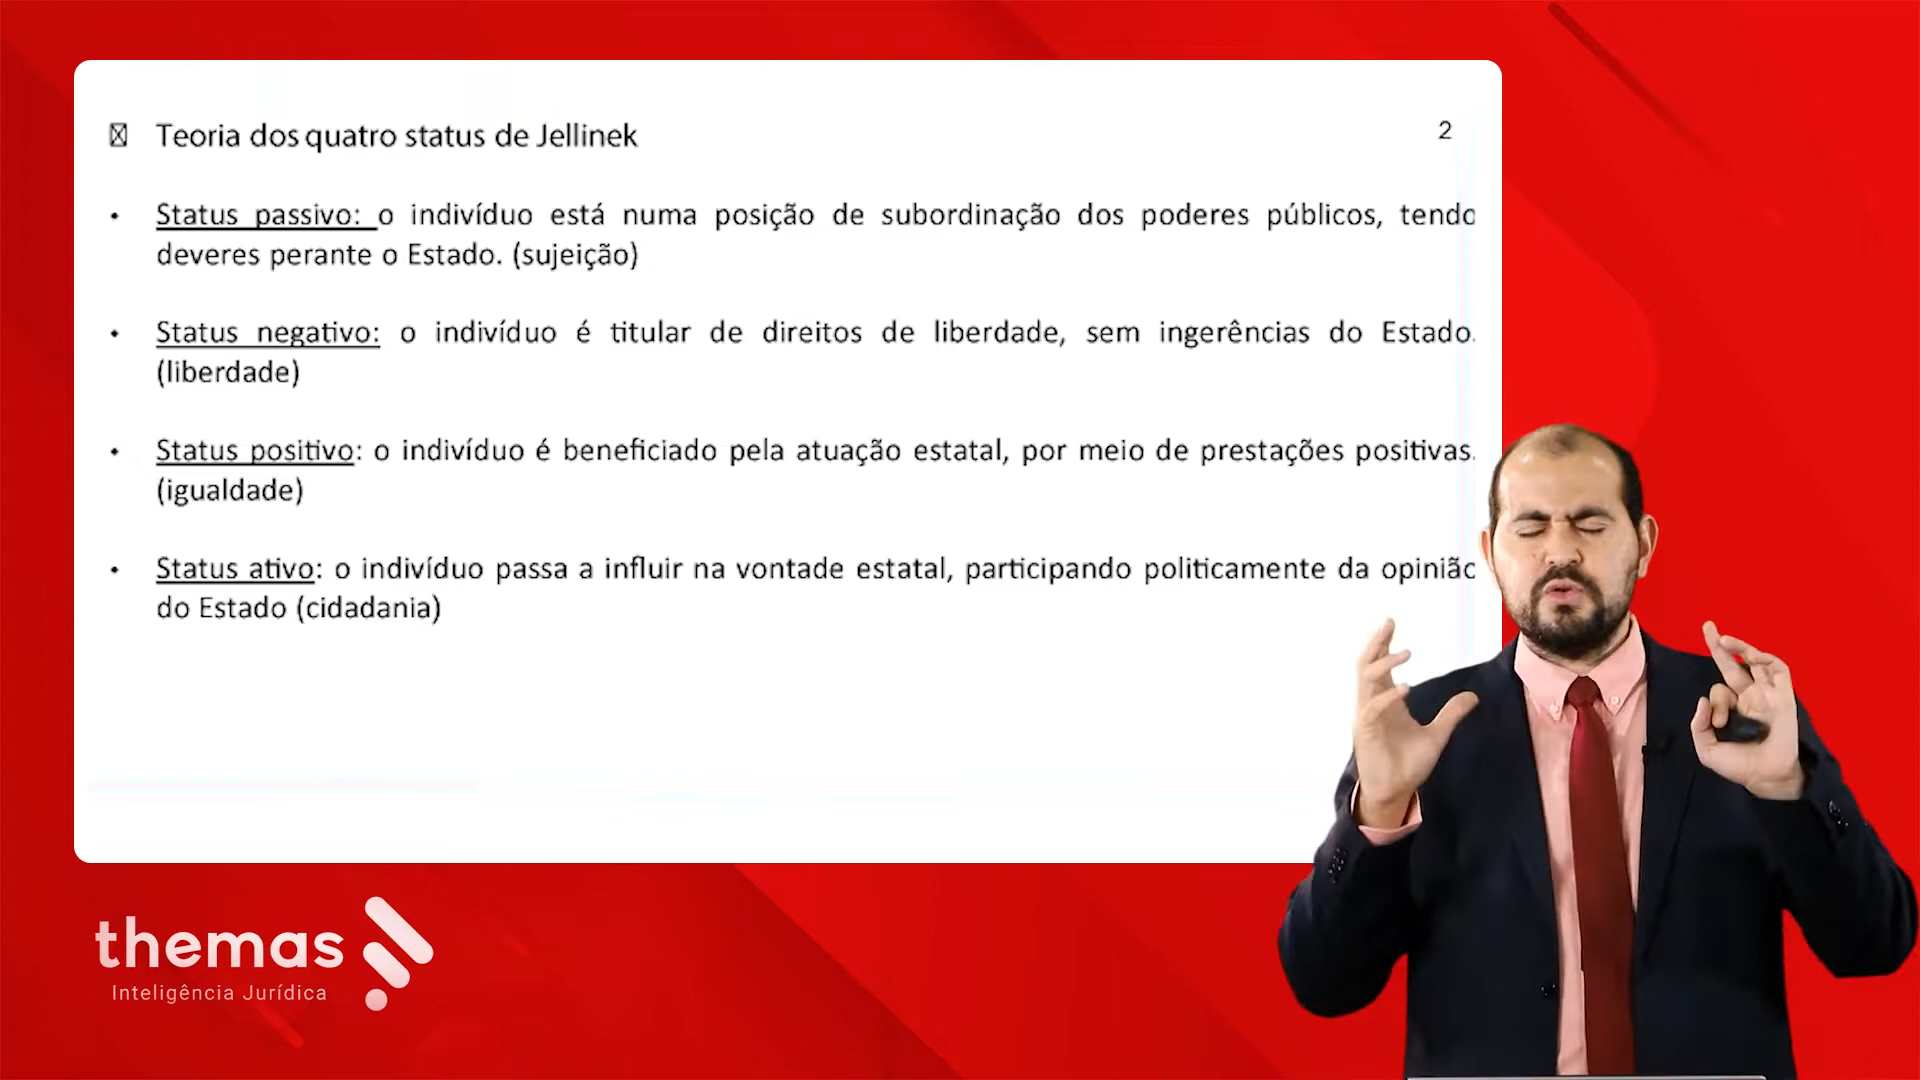 Teoria dos quatro status de Jellinek
2
Status passivo: o indivíduo está numa posição de subordinação dos poderes públicos, tendo
deveres perante o Estado. (sujeição)
Status negativo: o indivíduo é titular de direitos de liberdade, sem ingerências do Estado.
(liberdade)
Status positivo: o indivíduo é beneficiado pela atuação estatal, por meio de prestações positivas.
(igualdade)
Status ativo: o indivíduo passa a influir na vontade estatal, participando politicamente da opinião
do Estado (cidadania)
themas
Inteligência Jurídica